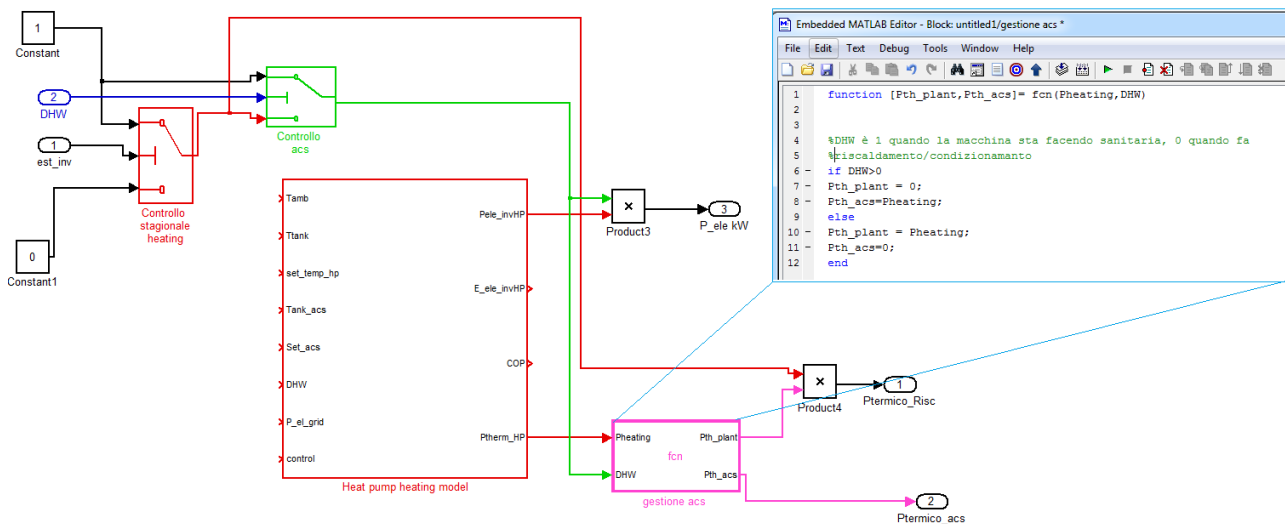 1
Constant
2
DHW
1
est_inv
0
Constant1
Controllo
stagionale
heating
Controllo
acs
Tamb
Ttank
set_temp_hp
Tank_acs
Set_acs
DHW
P_el_grid
control
Pele_invHP
E_ele_invHP
COP
Ptherm_HP
Heat pump heating model
×
Product3
3
P_ele kW
Pheating
DHW
fcn
Pth_plant
Pth_acs
gestione acs
×
Product4
1
Ptermico_Risc
2
Ptermico_acs
Embedded MATLAB Editor - Block: untitled1/gestione acs *
File Edit Text Debug Tools Window Help
1 function [Pth_plant,Pth_acs]= fcn(Pheating,DHW)
2
3
4 %DHW è 1 quando la macchina sta facendo sanitaria, 0 quando fa
5 %riscaldamento/condizionamanto
6 – if DHW>0
7 – Pth_plant = 0;
8 – Pth_acs=Pheating;
9 else
10 – Pth_plant = Pheating;
11 – Pth_acs=0;
12 end